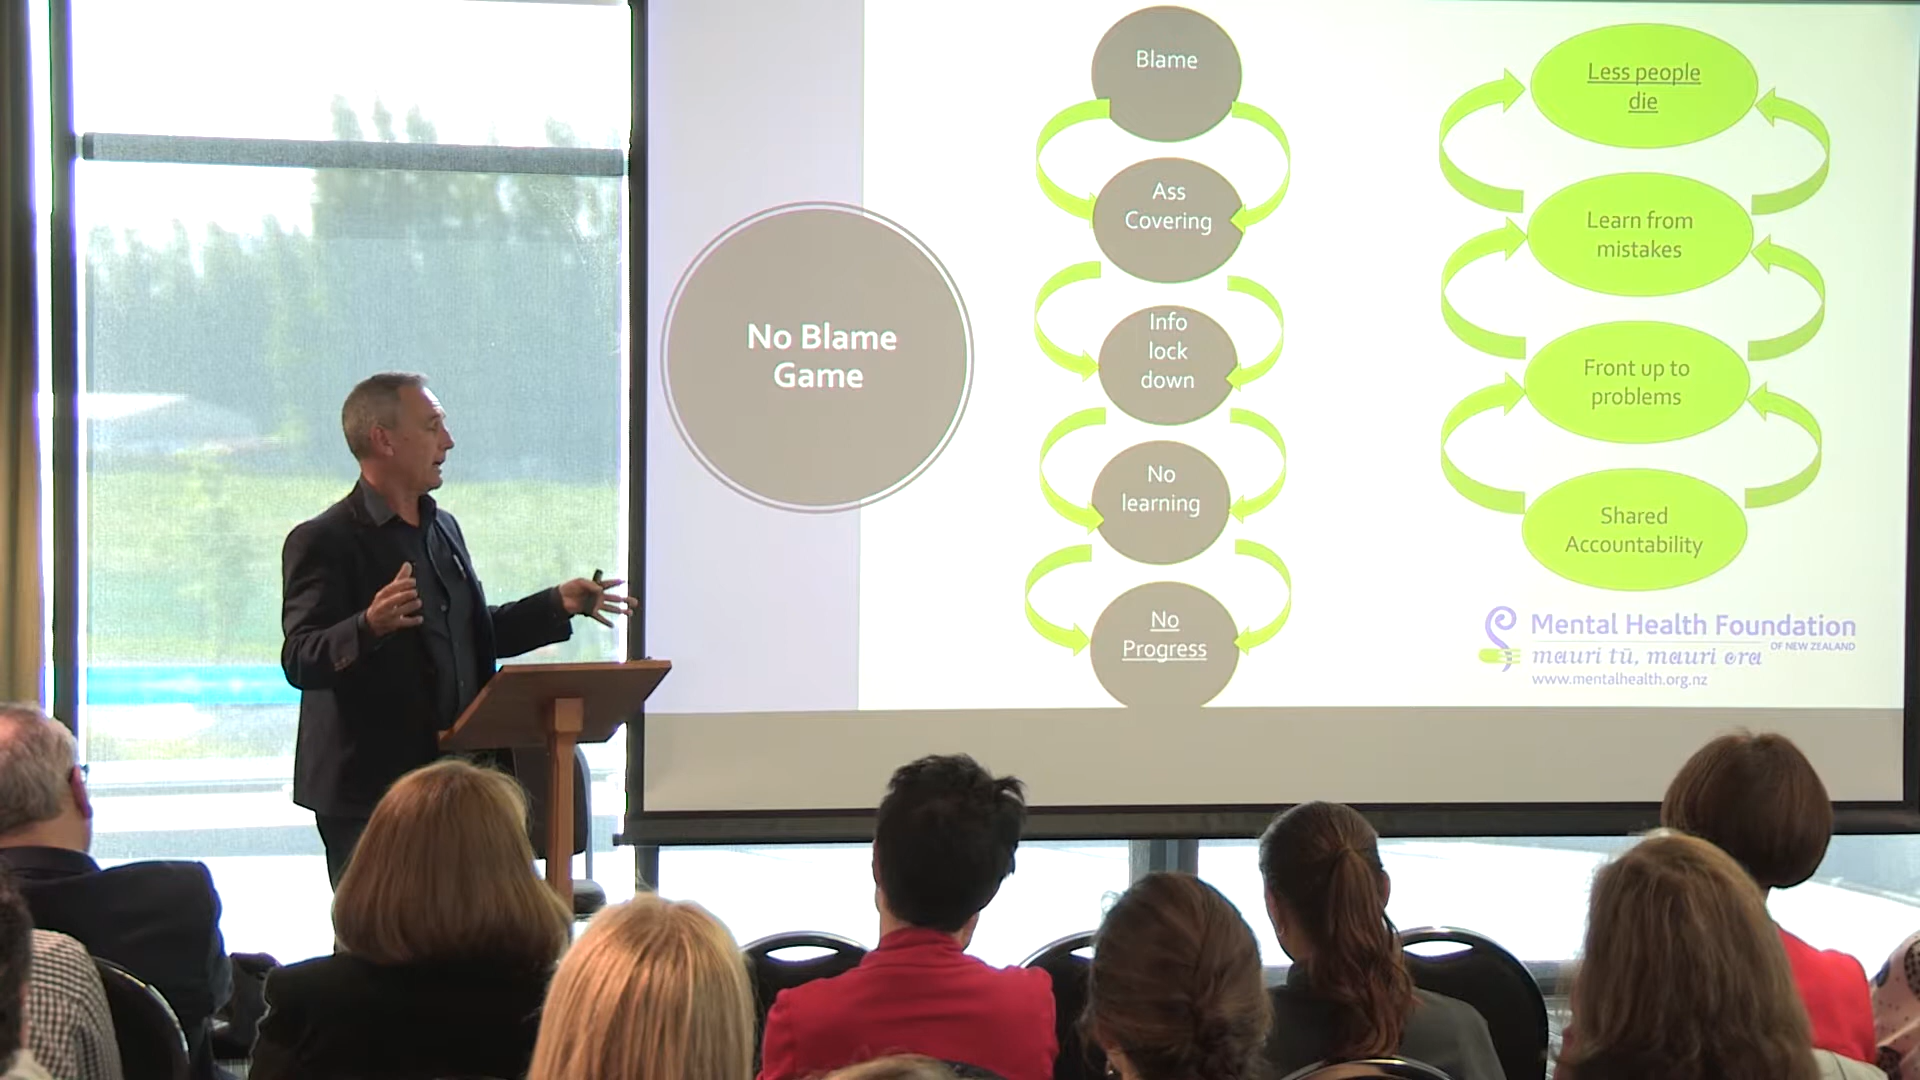 No Blame
Game
Blame
Ass
Covering
Info
lock
down
No
learning
No
Progress
Less people
die
Learn from
mistakes
Front up to
problems
Shared
Accountability
Mental Health Foundation
OF NEW ZEALAND
mauri tū, mauri ora
www.mentalhealth.org.nz